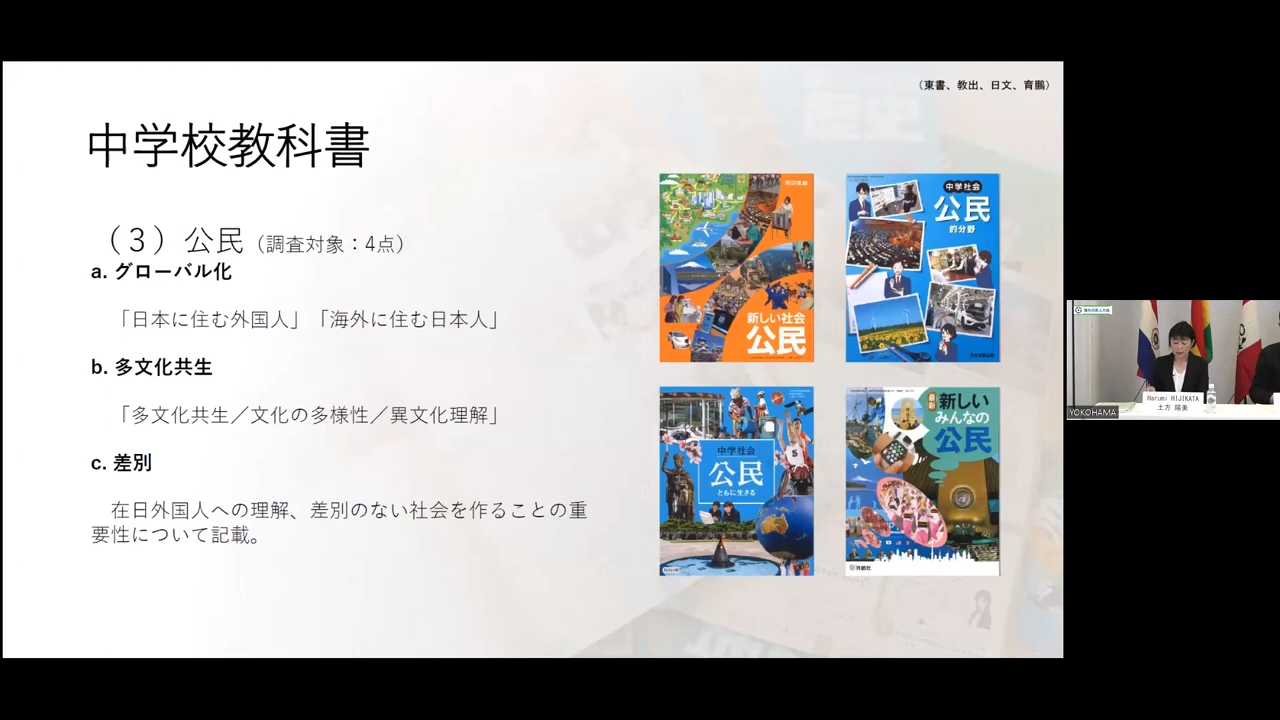 （東書、教出、日文、育鵬）
中学校教科書
（３）公民（調査対象：4点）
a. グローバル化
「日本に住む外国人」「海外に住む日本人」
b. 多文化共生
「多文化共生／文化の多様性／異文化理解」
c. 差別
在日外国人への理解、差別のない社会を作ることの重
要性について記載。
新しい社会
公民
中学社会
公民
的分野
中学社会
公民
ともに生きる
最新
新しい
みんなの
公民
育鵬社
Harumi HIJIKATA
土方 陽美
YOKOHAMA